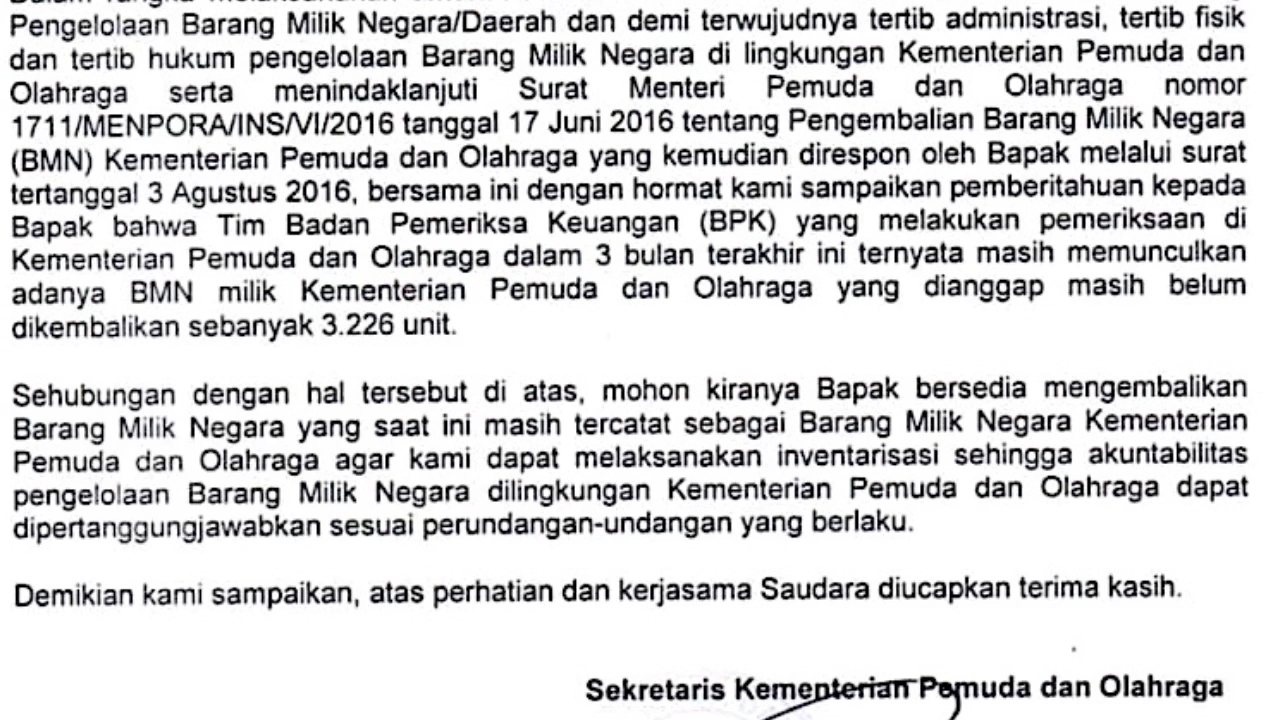 Pengelolaan Barang Milik Negara/Daerah dan demi terwujudnya tertib administrasi, tertib fisik
dan tertib hukum pengelolaan Barang Milik Negara di lingkungan Kementerian Pemuda dan
Olahraga serta menindaklanjuti Surat Menteri Pemuda dan Olahraga nomor
1711/MENPORA/INS/VI/2016 tanggal 17 Juni 2016 tentang Pengembalian Barang Milik Negara
(BMN) Kementerian Pemuda dan Olahraga yang kemudian direspon oleh Bapak melalui surat
tertanggal 3 Agustus 2016, bersama ini dengan hormat kami sampaikan pemberitahuan kepada
Bapak bahwa Tim Badan Pemeriksa Keuangan (BPK) yang melakukan pemeriksaan di
Kementerian Pemuda dan Olahraga dalam 3 bulan terakhir ini ternyata masih memunculkan
adanya BMN milik Kementerian Pemuda dan Olahraga yang dianggap masih belum
dikembalikan sebanyak 3.226 unit.
Sehubungan dengan hal tersebut di atas, mohon kiranya Bapak bersedia mengembalikan
Barang Milik Negara yang saat ini masih tercatat sebagai Barang Milik Negara Kementerian
Pemuda dan Olahraga agar kami dapat melaksanakan inventarisasi sehingga akuntabilitas
pengelolaan Barang Milik Negara dilingkungan Kementerian Pemuda dan Olahraga dapat
dipertanggungjawabkan sesuai perundangan-undangan yang berlaku.
Demikian kami sampaikan, atas perhatian dan kerjasama Saudara diucapkan terima kasih.
Sekretaris Kementerian Pemuda dan Olahraga